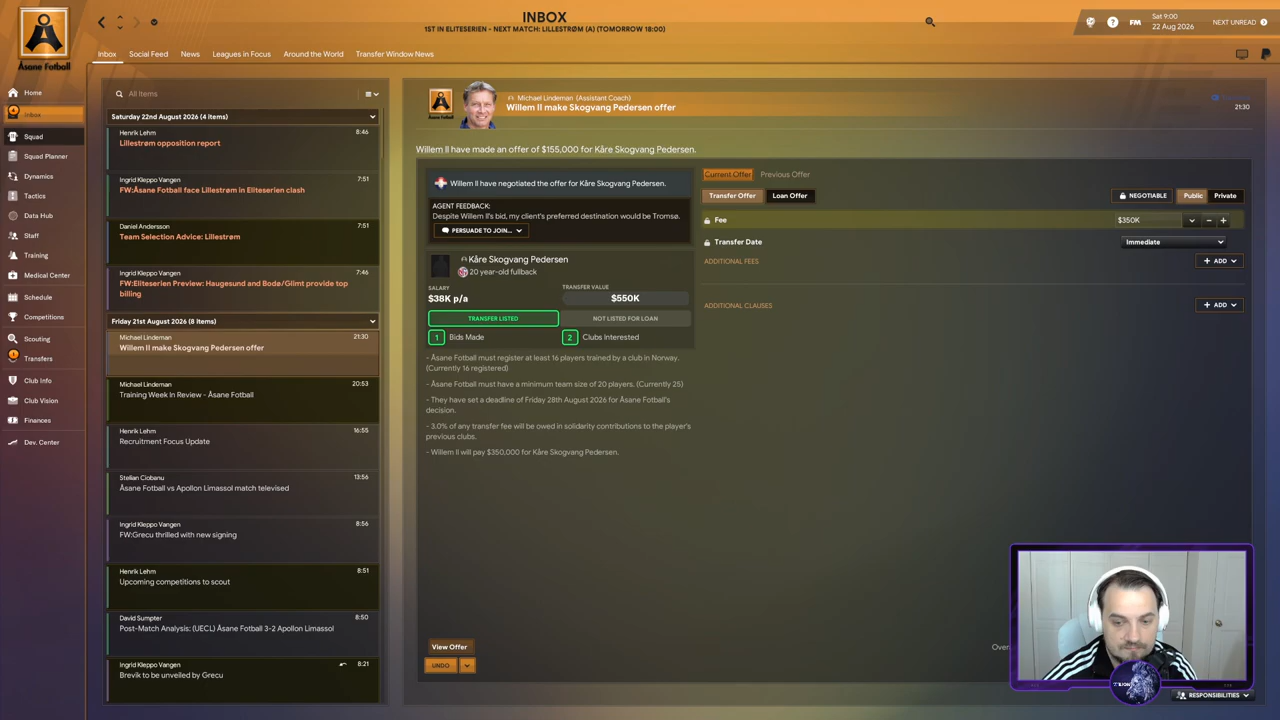 INBOX
1ST IN ELITESERIEN - NEXT MATCH: LILLESTRØM (A) (TOMORROW 18:00)
FM
Sat 9:00
22 Aug 2026
NEXT UNREAD
Åsane Fotball
Inbox
Social Feed
News
Leagues in Focus
Around the World
Transfer Window News
Home
Inbox
Squad
Squad Planner
Dynamics
Tactics
Data Hub
Staff
Training
Medical Center
Schedule
Competitions
Scouting
Transfers
Club Info
Club Vision
Finances
Dev. Center
All Items
Saturday 22nd August 2026 (4 items)
Henrik Lehm 8:46
Lillestrøm opposition report
Ingrid Kleppo Vangen 7:51
FW:Åsane Fotball face Lillestrøm in Eliteserien clash
Daniel Andersson 7:51
Team Selection Advice: Lillestrøm
Ingrid Kleppo Vangen 7:46
FW:Eliteserien Preview: Haugesund and Bodø/Glimt provide top
billing
Friday 21st August 2026 (8 items)
Michael Lindeman 21:30
Willem II make Skogvang Pedersen offer
Michael Lindeman 20:53
Training Week In Review - Åsane Fotball
Henrik Lehm 16:55
Recruitment Focus Update
Stelian Ciobanu 13:56
Åsane Fotball vs Apollon Limassol match televised
Ingrid Kleppo Vangen 8:56
FW:Grecu thrilled with new signing
Henrik Lehm 8:51
Upcoming competitions to scout
David Sumpter 8:50
Post-Match Analysis: (UECL) Åsane Fotball 3-2 Apollon Limassol
Ingrid Kleppo Vangen 8:21
Brevik to be unveiled by Grecu
Michael Lindeman (Assistant Coach)
Willem II make Skogvang Pedersen offer
21:30
Willem II have made an offer of $155,000 for Kåre Skogvang Pedersen.
Willem II have negotiated the offer for Kåre Skogvang Pedersen.
AGENT FEEDBACK:
Despite Willem II's bid, my client's preferred destination would be Tromsø.
PERSUADE TO JOIN...
Kåre Skogvang Pedersen
20 year-old fullback
SALARY
$38K p/a
TRANSFER VALUE
$550K
TRANSFER LISTED
NOT LISTED FOR LOAN
1 Bids Made
2 Clubs Interested
- Åsane Fotball must register at least 16 players trained by a club in Norway.
(Currently 16 registered)
- Åsane Fotball must have a minimum team size of 20 players. (Currently 25)
- They have set a deadline of Friday 28th August 2026 for Åsane Fotball's
decision.
- 3.0% of any transfer fee will be owed in solidarity contributions to the player's
previous clubs.
- Willem II will pay $350,000 for Kåre Skogvang Pedersen.
View Offer
UNDO
Current Offer
Previous Offer
Transfer Offer
Loan Offer
NEGOTIABLE
Public
Private
Fee
$350K
Transfer Date
Immediate
ADDITIONAL FEES
ADD
ADDITIONAL CLAUSES
ADD
RESPONSIBILITIES